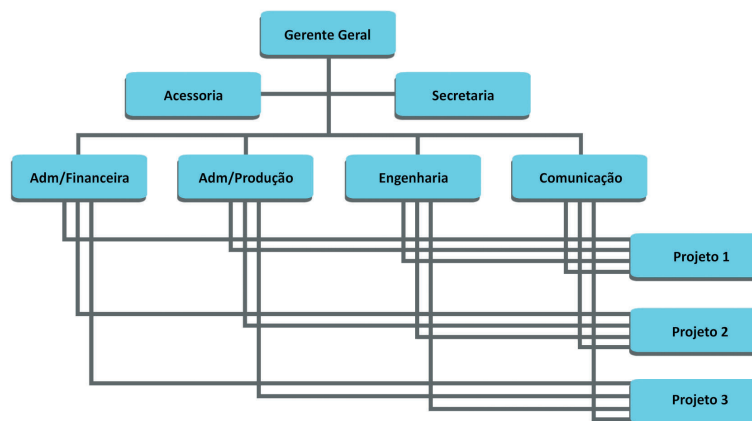 Gerente Geral
Acessoria
Secretaria
Adm/Financeira
Adm/Produção
Engenharia
Comunicação
Projeto 1
Projeto 2
Projeto 3